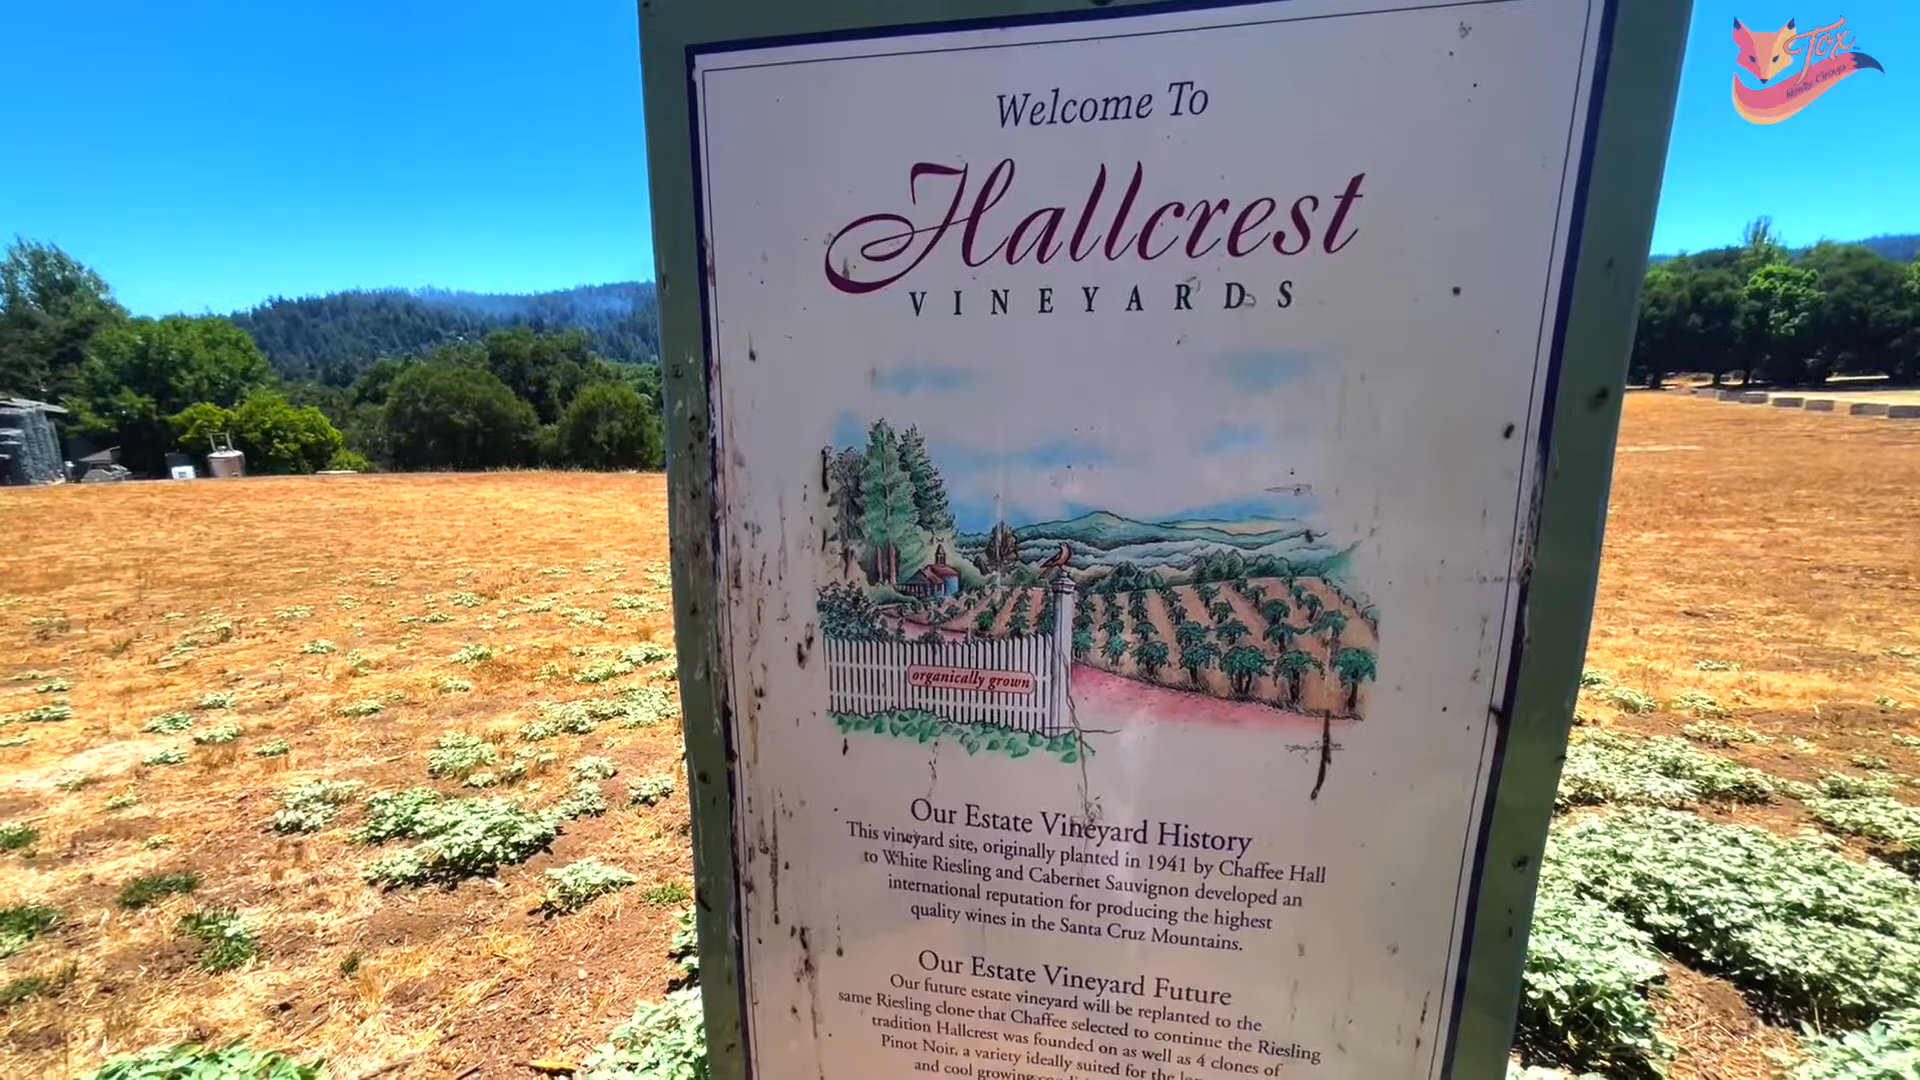 Fox
Realty Group
Welcome To
Hallcrest
VINEYARDS
organically grown
Our Estate Vineyard History
This vineyard site, originally planted in 1941 by Chaffee Hall
to White Riesling and Cabernet Sauvignon developed an
international reputation for producing the highest
quality wines in the Santa Cruz Mountains.
Our Estate Vineyard Future
Our future estate vineyard will be replanted to the
same Riesling clone that Chaffee selected to continue the Riesling
tradition Hallcrest was founded on as well as 4 clones of
Pinot Noir, a variety ideally suited for the
and cool growing